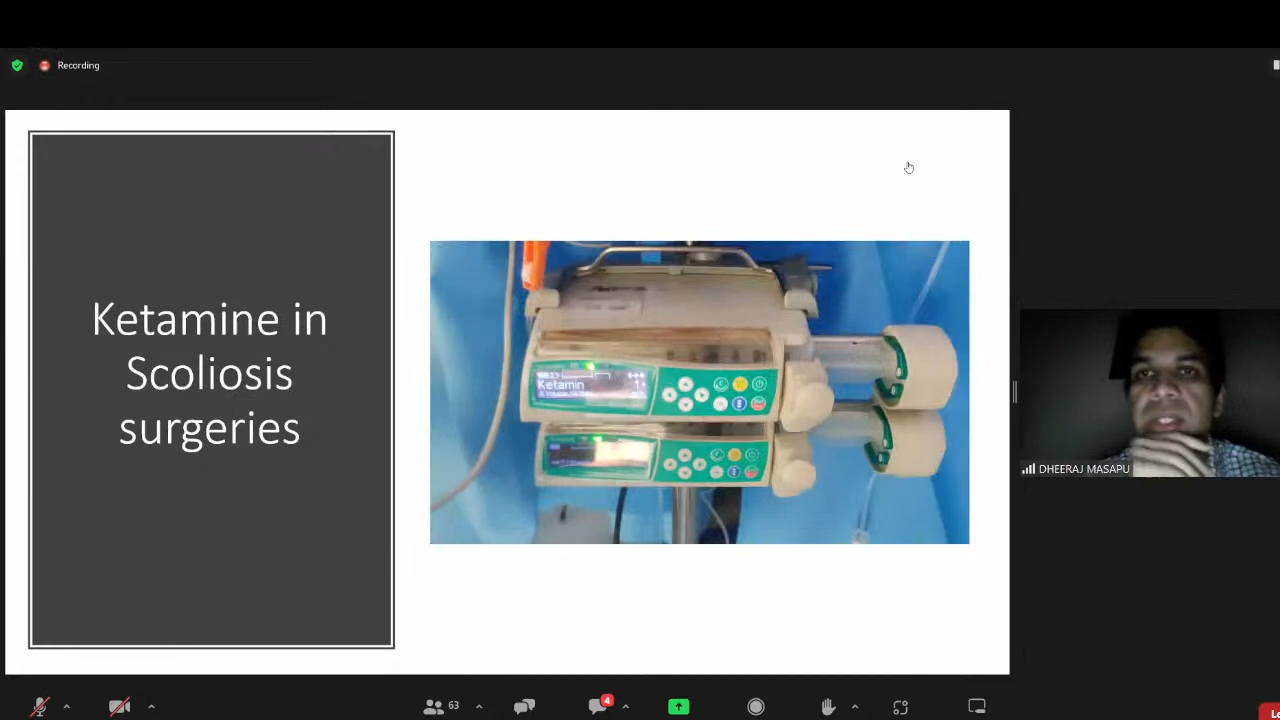 Recording
Ketamine in
Scoliosis
surgeries
Ketamin
DHEERAJ MASAPU
63
4